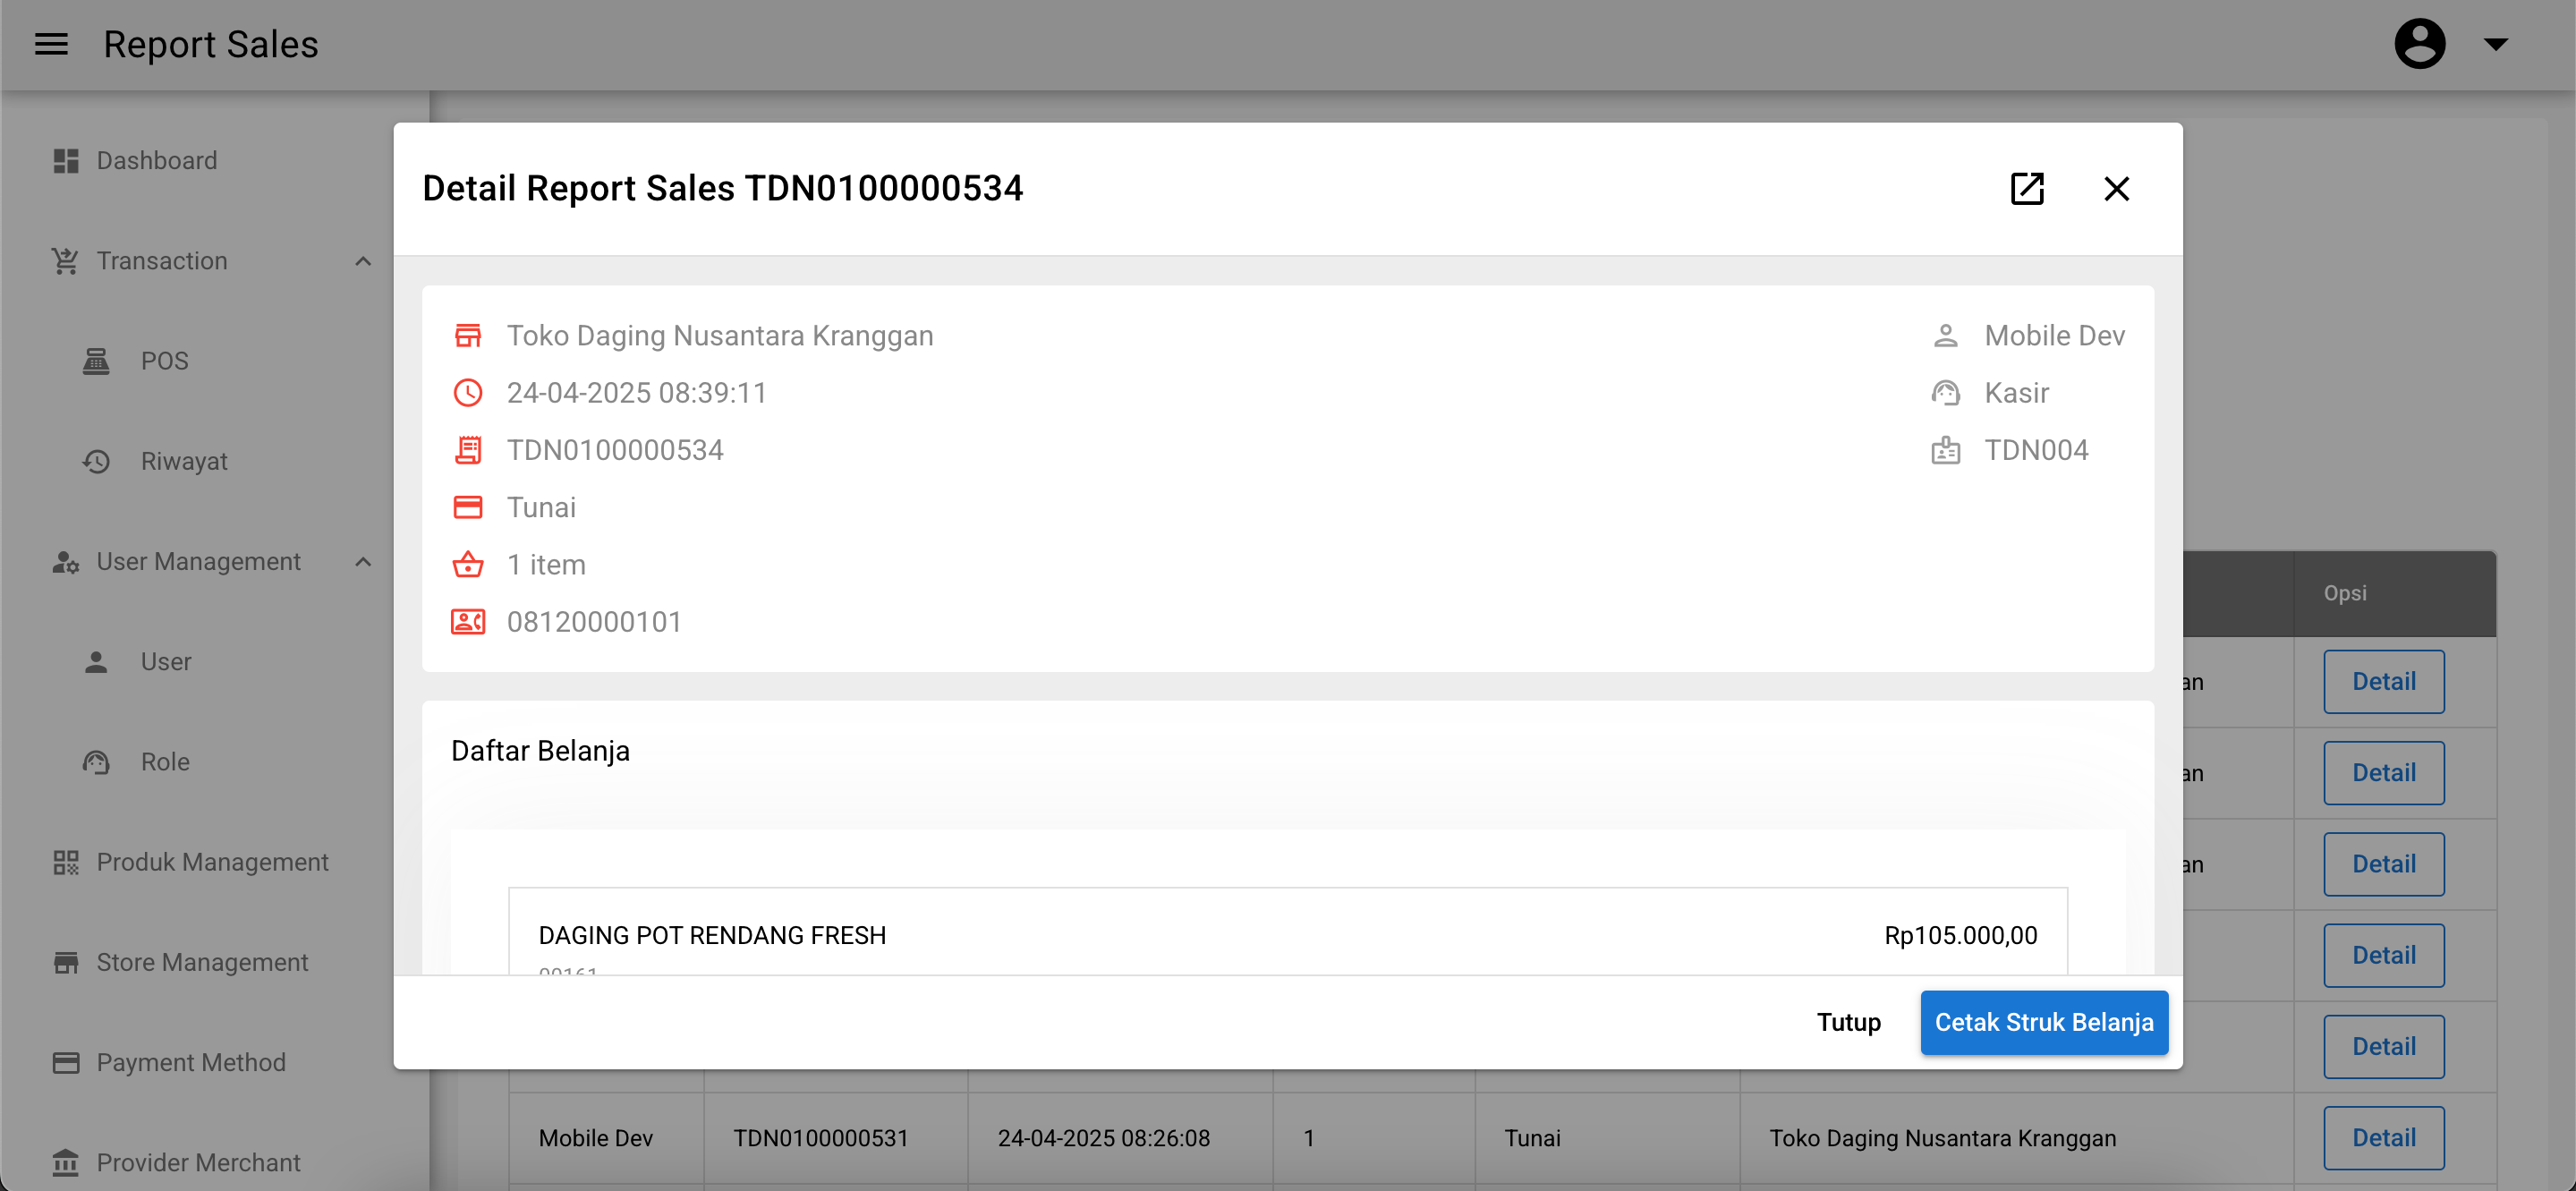 Report Sales
Dashboard
Transaction
POS
Riwayat
User Management
User
Role
Produk Management
Store Management
Payment Method
Provider Merchant
Detail Report Sales TDN0100000534
Toko Daging Nusantara Kranggan
24-04-2025 08:39:11
TDN0100000534
Tunai
1 item
08120000101
Mobile Dev
Kasir
TDN004
Daftar Belanja
DAGING POT RENDANG FRESH Rp105.000,00
Tutup Cetak Struk Belanja
Opsi
an Detail
an Detail
an Detail
Detail
Detail
Mobile Dev TDN0100000531 24-04-2025 08:26:08 1 Tunai Toko Daging Nusantara Kranggan Detail